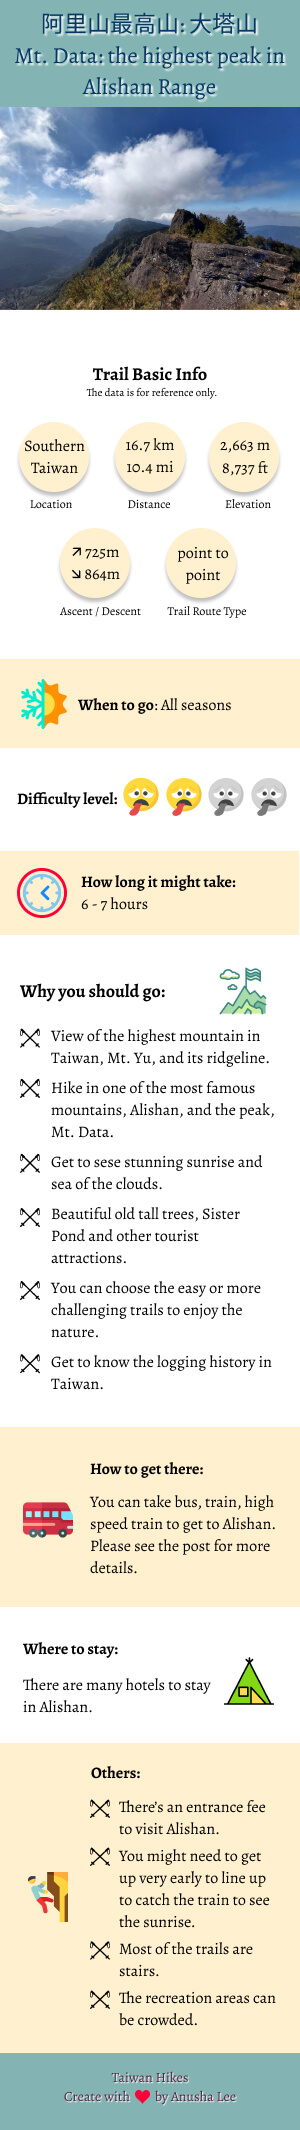 阿里山最高山: 大塔山
Mt. Data: the highest peak in
Alishan Range
Trail Basic Info
The data is for reference only.
Southern
Taiwan
Location
16.7 km
10.4 mi
Distance
2,663 m
8,737 ft
Elevation
↗ 725m
↘ 864m
Ascent / Descent
point to
point
Trail Route Type
When to go: All seasons
Difficulty level:
How long it might take:
6 - 7 hours
Why you should go:
View of the highest mountain in
Taiwan, Mt. Yu, and its ridgeline.
Hike in one of the most famous
mountains, Alishan, and the peak,
Mt. Data.
Get to sese stunning sunrise and
sea of the clouds.
Beautiful old tall trees, Sister
Pond and other tourist
attractions.
You can choose the easy or more
challenging trails to enjoy the
nature.
Get to know the logging history in
Taiwan.
How to get there:
You can take bus, train, high
speed train to get to Alishan.
Please see the post for more
details.
Where to stay:
There are many hotels to stay
in Alishan.
Others:
There's an entrance fee
to visit Alishan.
You might need to get
up very early to line up
to catch the train to see
the sunrise.
Most of the trails are
stairs.
The recreation areas can
be crowded.
Taiwan Hikes
Create with ❤ by Anusha Lee